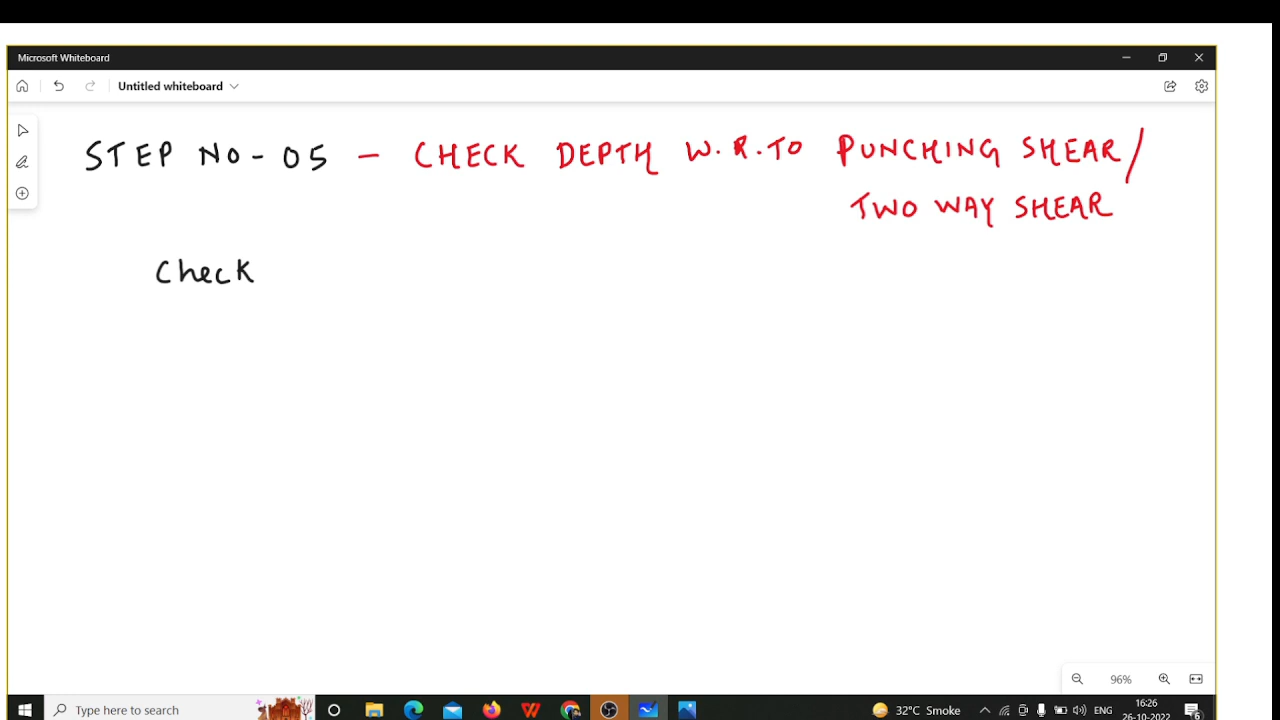 Microsoft Whiteboard
Untitled whiteboard
STEP NO - 05 - CHECK DEPTH W.R.TO PUNCHING SHEAR/
TWO WAY SHEAR
Check
96%
Type here to search
32°C Smoke
ENG
16:26
26-10-2022
6